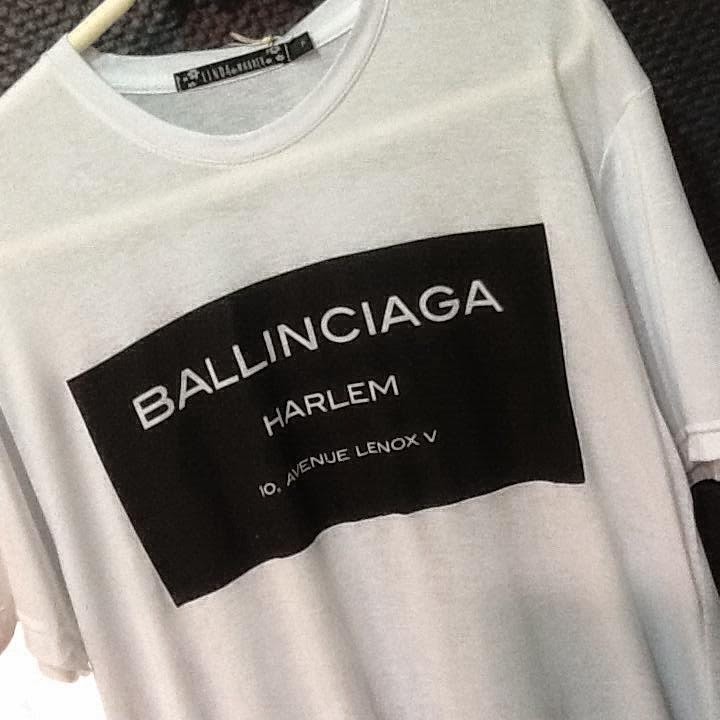 BALLINCIAGA
HARLEM
10, AVENUE LENOX V